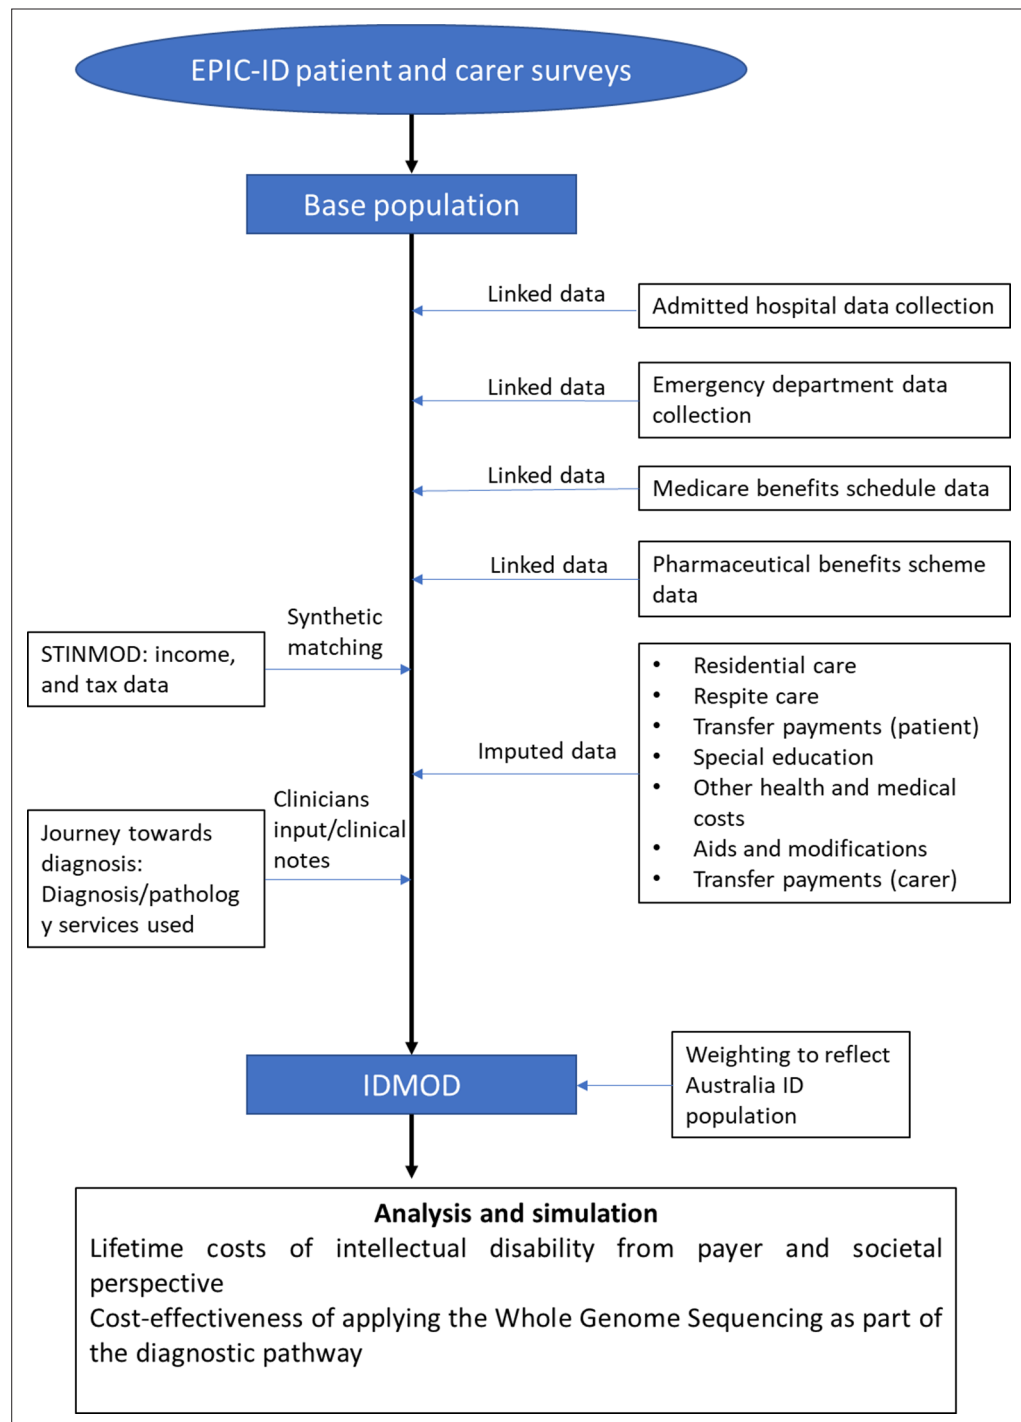 EPIC-ID patient and carer surveys
Base population
Linked data
Admitted hospital data collection
Linked data
Emergency department data
collection
Linked data
Medicare benefits schedule data
Linked data
Pharmaceutical benefits scheme
data
Synthetic
matching
STINMOD: income,
and tax data
Imputed data
• Residential care
• Respite care
• Transfer payments (patient)
• Special education
• Other health and medical
costs
• Aids and modifications
• Transfer payments (carer)
Clinicians
input/clinical
notes
Journey towards
diagnosis:
Diagnosis/patholog
y services used
IDMOD
Weighting to reflect
Australia ID
population
Analysis and simulation
Lifetime costs of intellectual disability from payer and societal
perspective
Cost-effectiveness of applying the Whole Genome Sequencing as part of
the diagnostic pathway